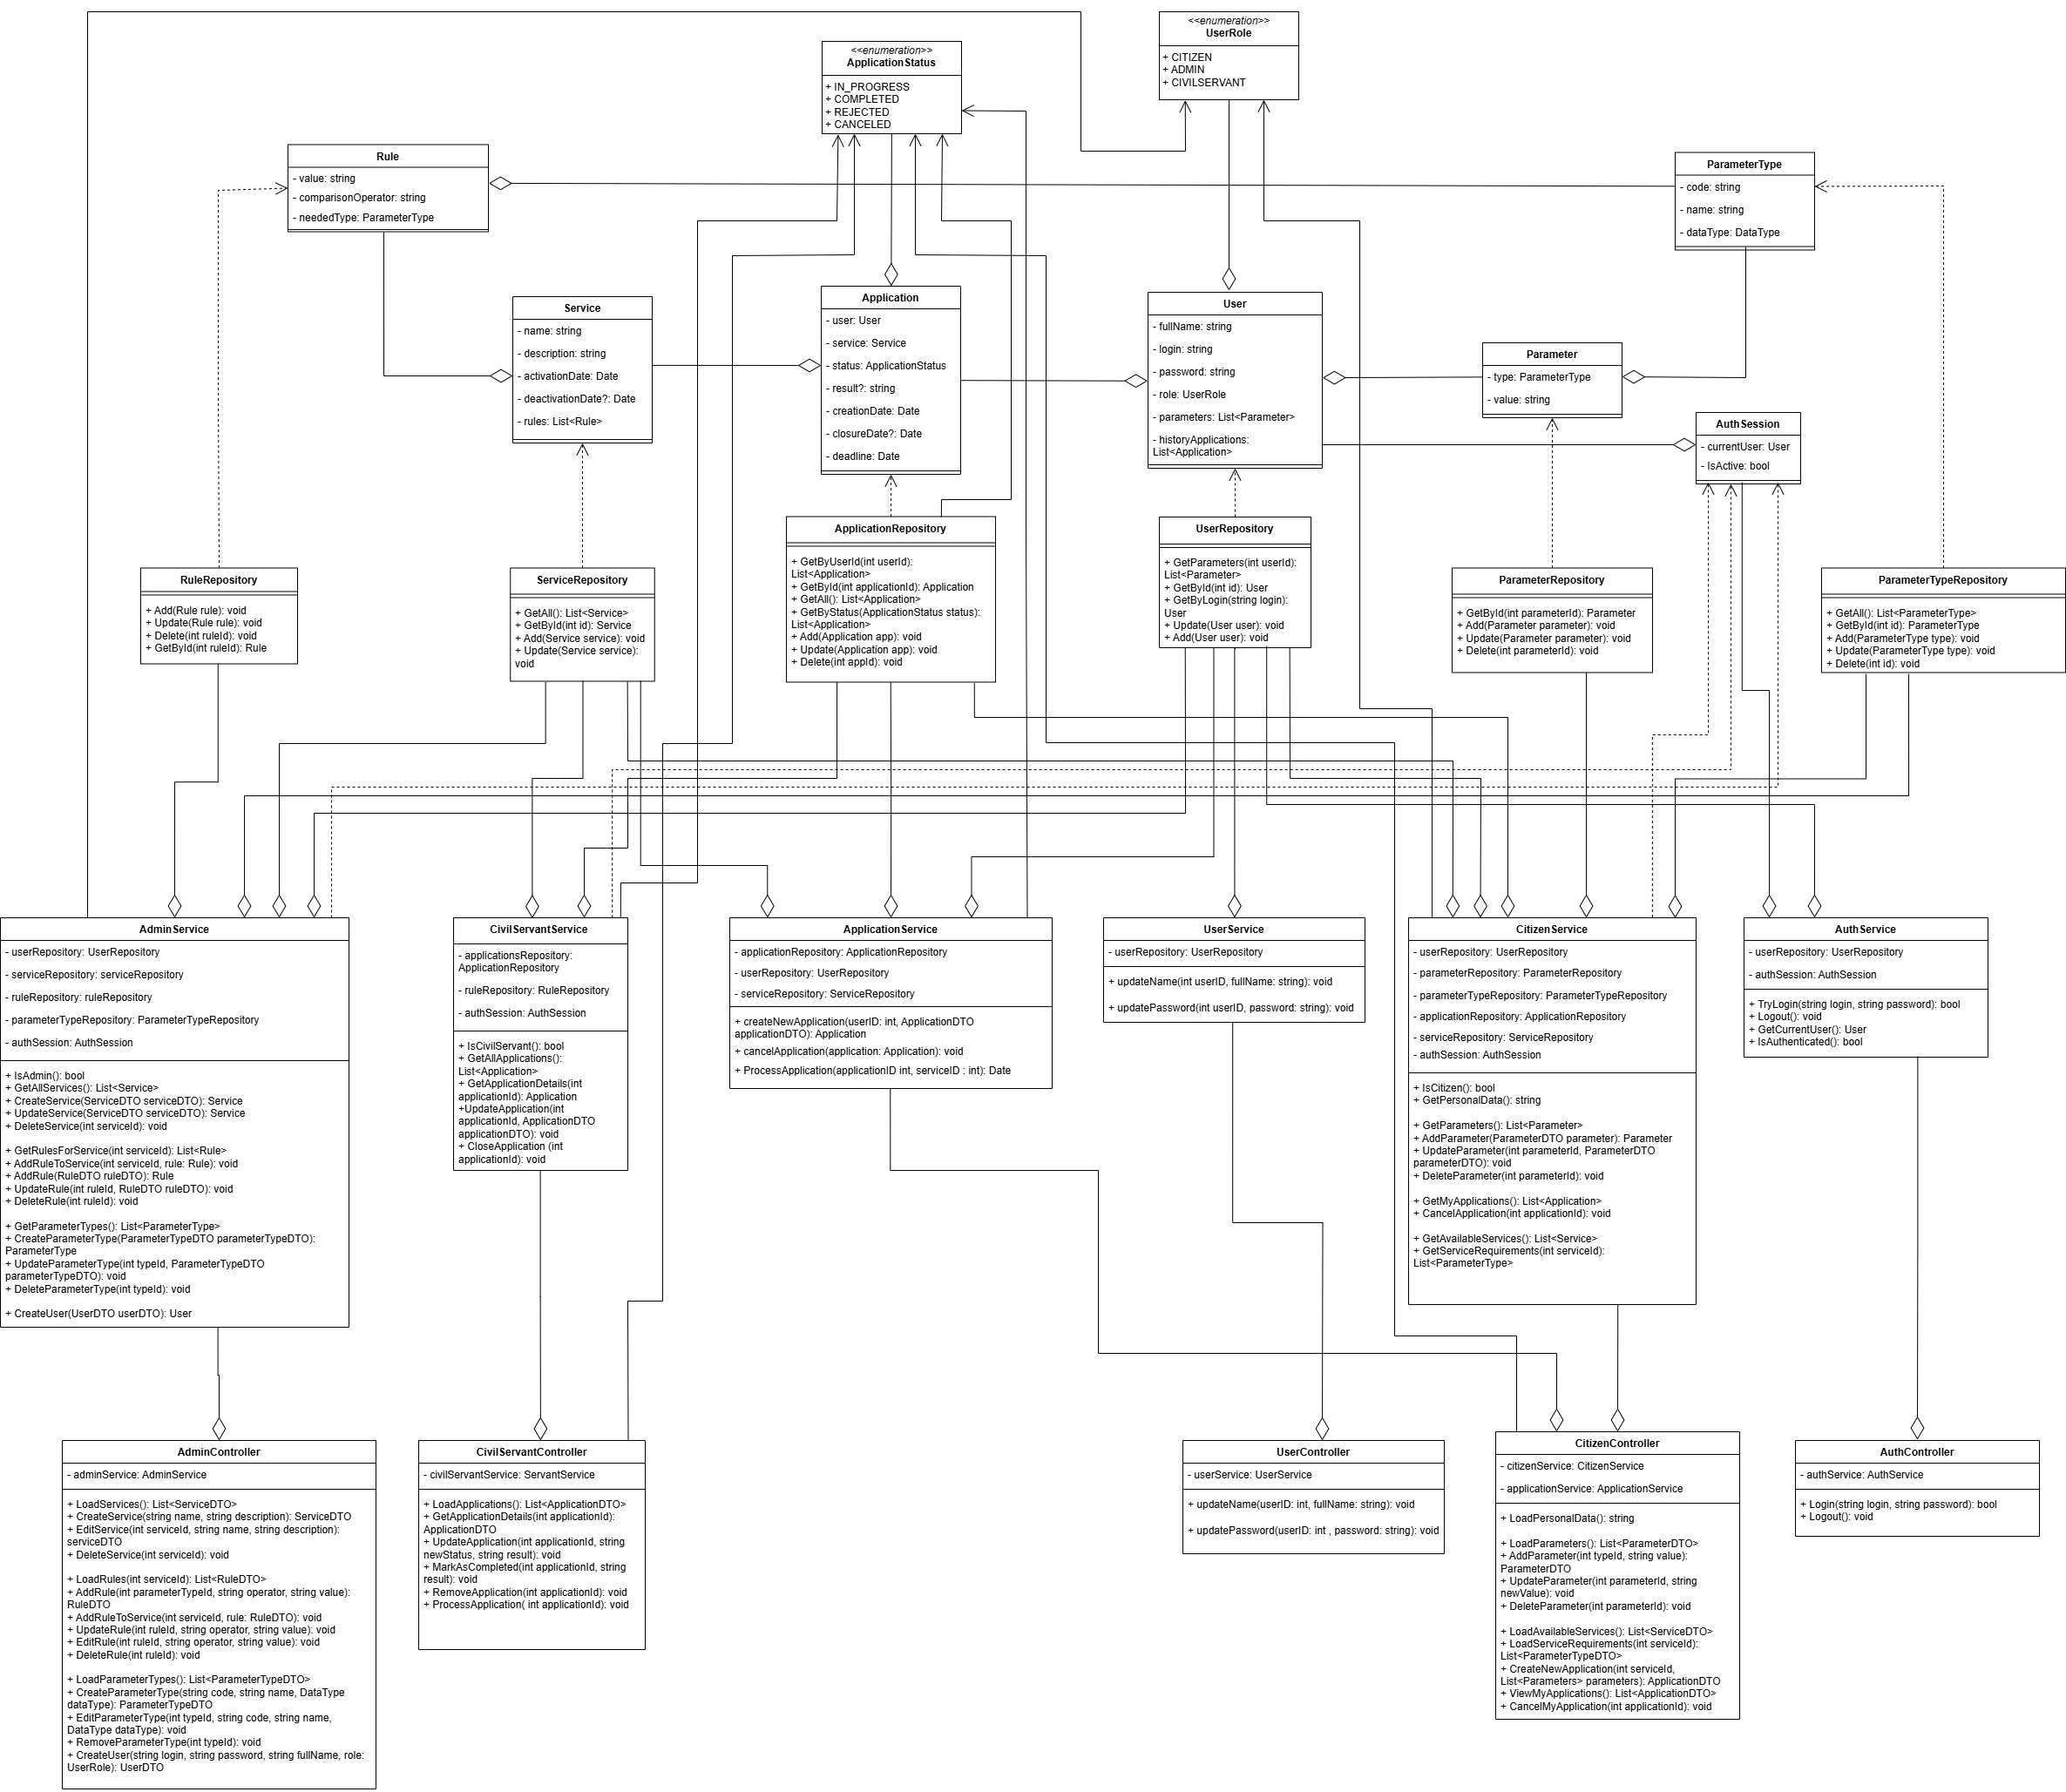 <<enumeration>>
UserRole
+ CITIZEN
+ ADMIN
+ CIVILSERVANT
<<enumeration>>
ApplicationStatus
+ IN_PROGRESS
+ COMPLETED
+ REJECTED
+ CANCELED
Rule
- value: string
- comparisonOperator: string
- neededType: ParameterType
ParameterType
- code: string
- name: string
- dataType: DataType
Service
- name: string
- description: string
- activationDate: Date
- deactivationDate?: Date
- rules: List<Rule>
Application
- user: User
- service: Service
- status: ApplicationStatus
- result?: string
- creationDate: Date
- closureDate?: Date
- deadline: Date
User
- fullName: string
- login: string
- password: string
- role: UserRole
- parameters: List<Parameter>
- historyApplications:
List<Application>
Parameter
- type: ParameterType
- value: string
AuthSession
- currentUser: User
- IsActive: bool
RuleRepository
+ Add(Rule rule): void
+ Update(Rule rule): void
+ Delete(int ruleId): void
+ GetById(int ruleId): Rule
ServiceRepository
+ GetAll(): List<Service>
+ GetById(int id): Service
+ Add(Service service): void
+ Update(Service service):
void
ApplicationRepository
+ GetByUserId(int userId):
List<Application>
+ GetById(int applicationId): Application
+ GetAll(): List<Application>
+ GetByStatus(ApplicationStatus status):
List<Application>
+ Add(Application app): void
+ Update(Application app): void
+ Delete(int appId): void
UserRepository
+ GetParameters(int userId):
List<Parameter>
+ GetById(int id): User
+ GetByLogin(string login):
User
+ Update(User user): void
+ Add(User user): void
ParameterRepository
+ GetById(int parameterId): Parameter
+ Add(Parameter parameter): void
+ Update(Parameter parameter): void
+ Delete(int parameterId): void
ParameterTypeRepository
+ GetAll(): List<ParameterType>
+ GetById(int id): ParameterType
+ Add(ParameterType type): void
+ Update(ParameterType type): void
+ Delete(int id): void
AdminService
- userRepository: UserRepository
- serviceRepository: serviceRepository
- ruleRepository: ruleRepository
- parameterTypeRepository: ParameterTypeRepository
- authSession: AuthSession
+ IsAdmin(): bool
+ GetAllServices(): List<Service>
+ CreateService(ServiceDTO serviceDTO): Service
+ UpdateService(ServiceDTO serviceDTO): Service
+ DeleteService(int serviceId): void
+ GetRulesForService(int serviceId): List<Rule>
+ AddRuleToService(int serviceId, rule: Rule): void
+ AddRule(RuleDTO ruleDTO): Rule
+ UpdateRule(int ruleId, RuleDTO ruleDTO): void
+ DeleteRule(int ruleId): void
+ GetParameterTypes(): List<ParameterType>
+ CreateParameterType(ParameterTypeDTO parameterTypeDTO):
ParameterType
+ UpdateParameterType(int typeId, ParameterTypeDTO
parameterTypeDTO): void
+ DeleteParameterType(int typeId): void
+ CreateUser(UserDTO userDTO): User
CivilServantService
- applicationsRepository:
ApplicationRepository
- ruleRepository: RuleRepository
- authSession: AuthSession
+ IsCivilServant(): bool
+ GetAllApplications():
List<Application>
+ GetApplicationDetails(int
applicationId): Application
+UpdateApplication(int
applicationId, ApplicationDTO
applicationDTO): void
+ CloseApplication (int
applicationId): void
ApplicationService
- applicationRepository: ApplicationRepository
- userRepository: UserRepository
- serviceRepository: ServiceRepository
+ createNewApplication(userID: int, ApplicationDTO
applicationDTO): Application
+ cancelApplication(application: Application): void
+ ProcessApplication(applicationID int, serviceID : int): Date
UserService
- userRepository: UserRepository
+ updateName(int userID, fullName: string): void
+ updatePassword(int userID, password: string): void
CitizenService
- userRepository: UserRepository
- parameterRepository: ParameterRepository
- parameterTypeRepository: ParameterTypeRepository
- applicationRepository: ApplicationRepository
- serviceRepository: ServiceRepository
- authSession: AuthSession
+ IsCitizen(): bool
+ GetPersonalData(): string
+ GetParameters(): List<Parameter>
+ AddParameter(ParameterDTO parameter): Parameter
+ UpdateParameter(int parameterId, ParameterDTO
parameterDTO): void
+ DeleteParameter(int parameterId): void
+ GetMyApplications(): List<Application>
+ CancelApplication(int applicationId): void
+ GetAvailableServices(): List<Service>
+ GetServiceRequirements(int serviceId):
List<ParameterType>
AuthService
- userRepository: UserRepository
- authSession: AuthSession
+ TryLogin(string login, string password): bool
+ Logout(): void
+ GetCurrentUser(): User
+ IsAuthenticated(): bool
AdminController
- adminService: AdminService
+ LoadServices(): List<ServiceDTO>
+ CreateService(string name, string description): ServiceDTO
+ EditService(int serviceId, string name, string description):
serviceDTO
+ DeleteService(int serviceId): void
+ LoadRules(int serviceId): List<RuleDTO>
+ AddRule(int parameterTypeId, string operator, string value):
RuleDTO
+ AddRuleToService(int serviceId, rule: RuleDTO): void
+ UpdateRule(int ruleId, string operator, string value): void
+ EditRule(int ruleId, string operator, string value): void
+ DeleteRule(int ruleId): void
+ LoadParameterTypes(): List<ParameterTypeDTO>
+ CreateParameterType(string code, string name, DataType
dataType): ParameterTypeDTO
+ EditParameterType(int typeId, string code, string name,
DataType dataType): void
+ RemoveParameterType(int typeId): void
+ CreateUser(string login, string password, string fullName, role:
UserRole): UserDTO
CivilServantController
- civilServantService: ServantService
+ LoadApplications(): List<ApplicationDTO>
+ GetApplicationDetails(int applicationId):
ApplicationDTO
+ UpdateApplication(int applicationId, string
newStatus, string result): void
+ MarkAsCompleted(int applicationId, string
result): void
+ RemoveApplication(int applicationId): void
+ ProcessApplication( int applicationId): void
UserController
- userService: UserService
+ updateName(userID: int, fullName: string): void
+ updatePassword(userID: int , password: string): void
CitizenController
- citizenService: CitizenService
- applicationService: ApplicationService
+ LoadPersonalData(): string
+ LoadParameters(): List<ParameterDTO>
+ AddParameter(int typeId, string value):
ParameterDTO
+ UpdateParameter(int parameterId, string
newValue): void
+ DeleteParameter(int parameterId): void
+ LoadAvailableServices(): List<ServiceDTO>
+ LoadServiceRequirements(int serviceId):
List<ParameterTypeDTO>
+ CreateNewApplication(int serviceId,
List<Parameters> parameters): ApplicationDTO
+ ViewMyApplications(): List<ApplicationDTO>
+ CancelMyApplication(int applicationId): void
AuthController
- authService: AuthService
+ Login(string login, string password): bool
+ Logout(): void